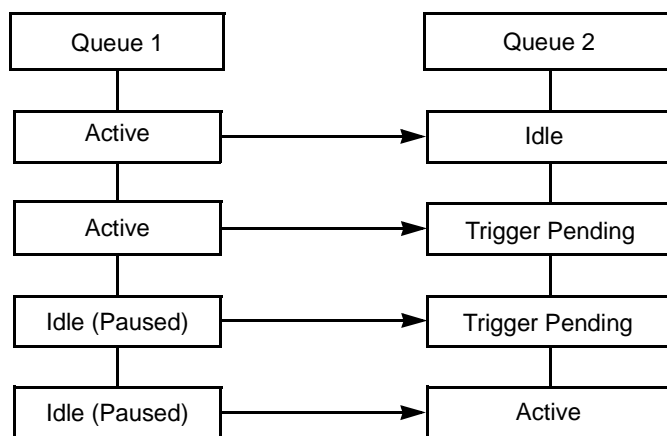 Queue 1
Queue 2
Active
Idle
Active
Trigger Pending
Idle (Paused)
Trigger Pending
Idle (Paused)
Active